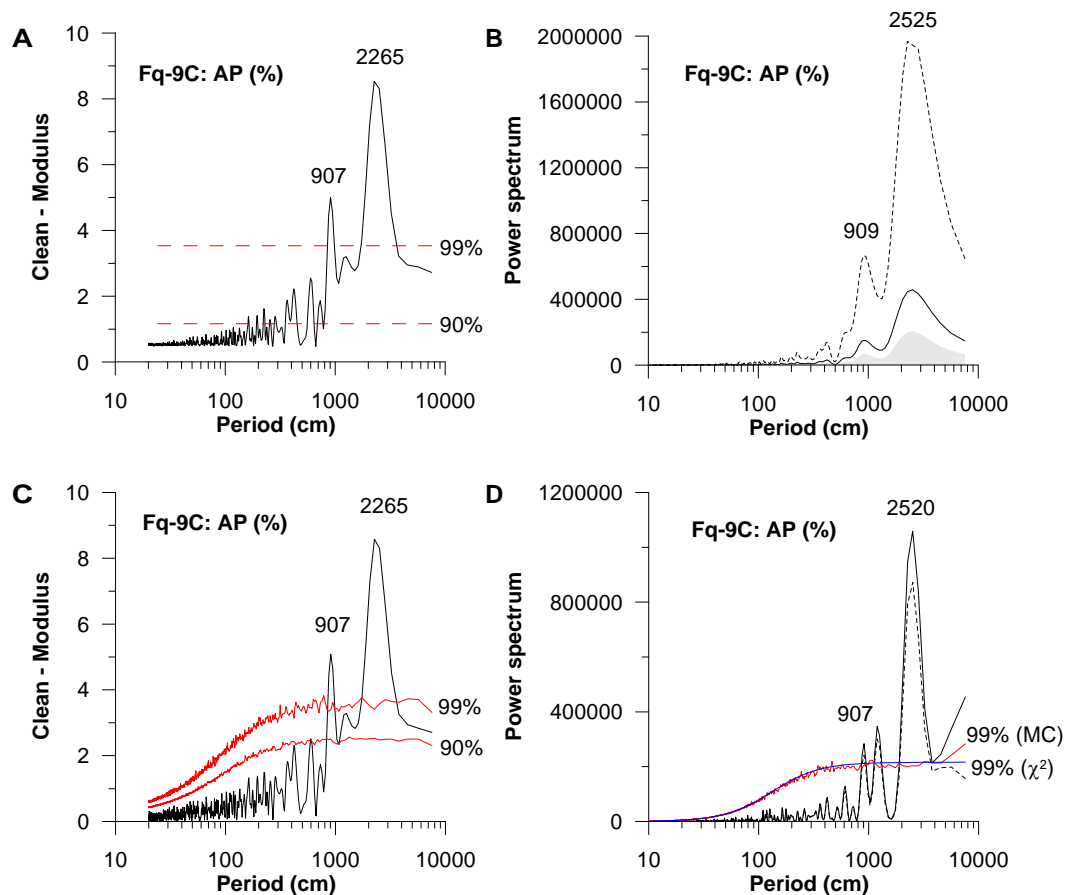 A
Fq-9C: AP (%)
Clean - Modulus
10
8
6
4
2
0
2265
907
99%
90%
10 100 1000 10000
Period (cm)
B
Fq-9C: AP (%)
Power spectrum
2000000
1600000
1200000
800000
400000
0
2525
909
10 100 1000 10000
Period (cm)
C
Fq-9C: AP (%)
Clean - Modulus
10
8
6
4
2
0
2265
907
99%
90%
10 100 1000 10000
Period (cm)
D
Fq-9C: AP (%)
Power spectrum
1200000
800000
400000
0
2520
907
99% (MC)
99% (χ²)
10 100 1000 10000
Period (cm)